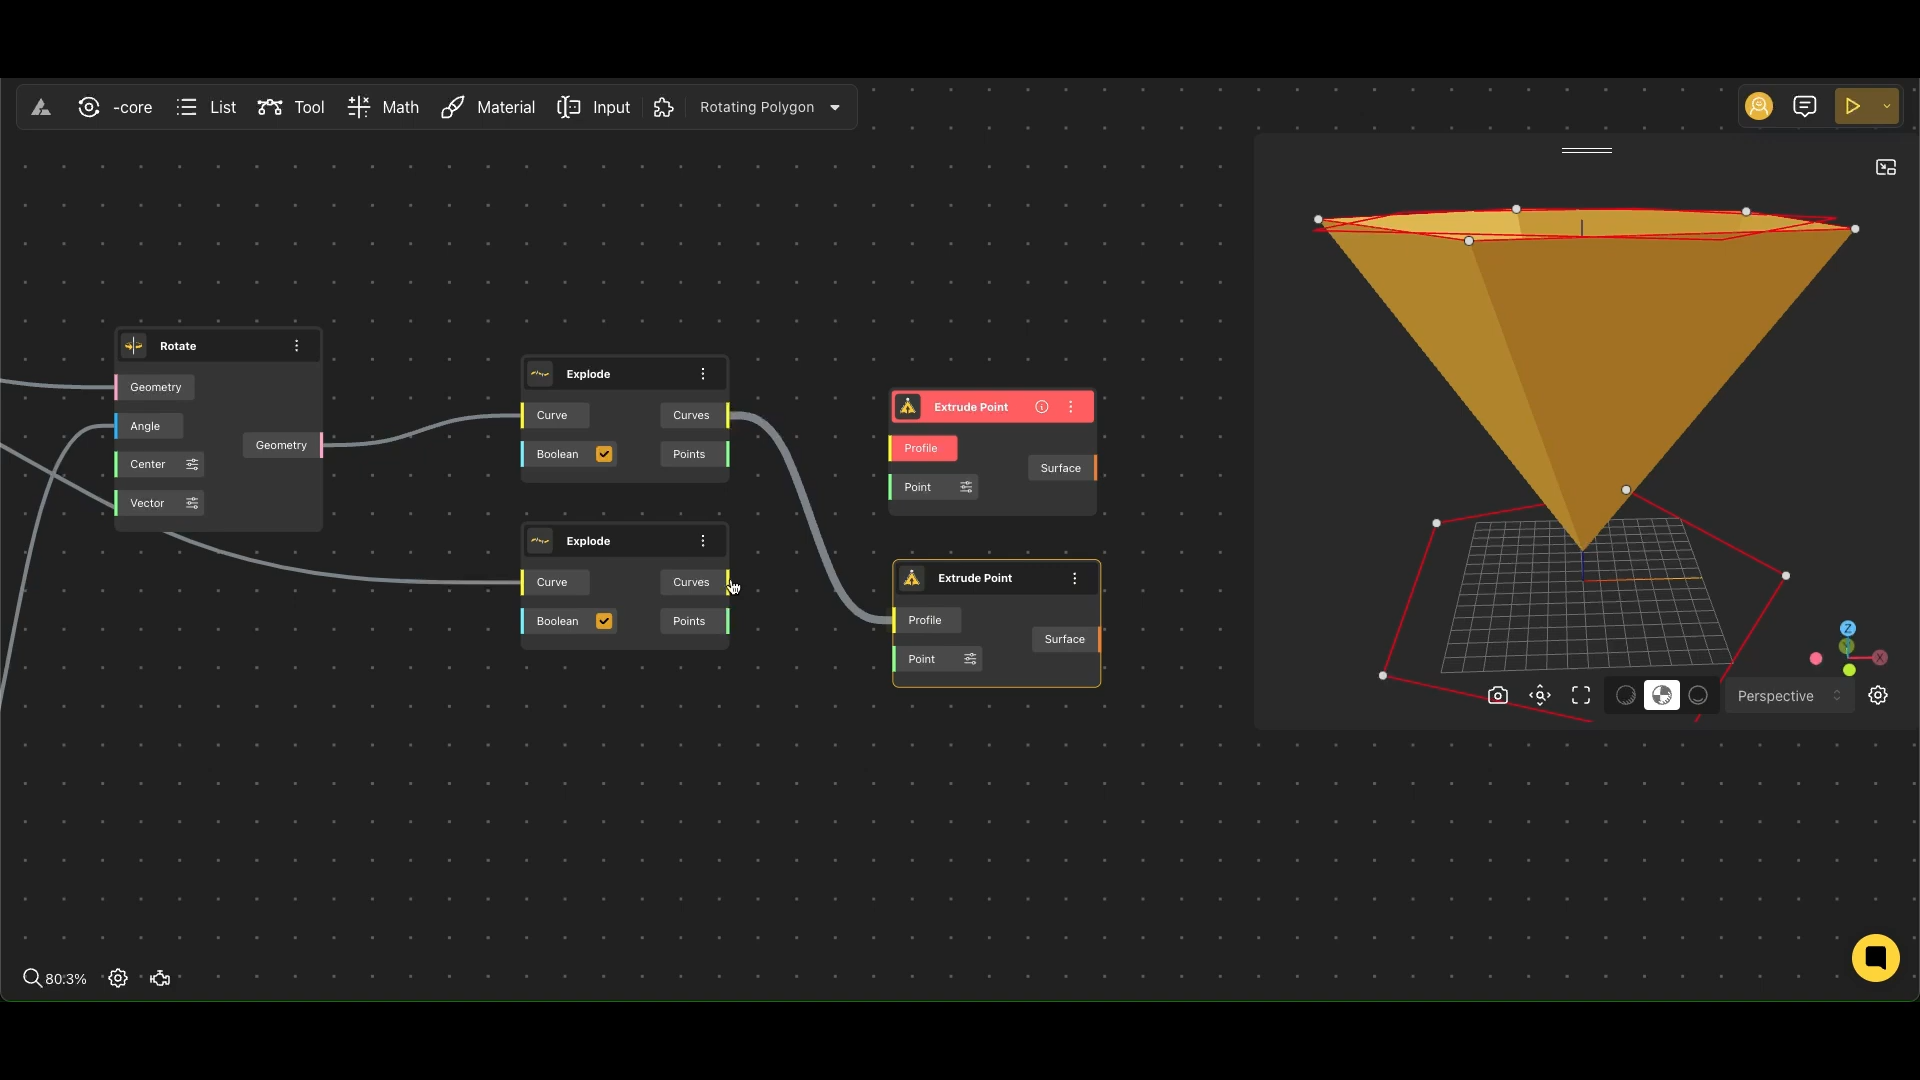 -core List Tool Math Material Input Rotating Polygon
Rotate
Geometry
Angle
Geometry
Center
Vector
Explode
Curve Curves
Boolean Points
Explode
Curve Curves
Boolean Points
Extrude Point
Profile
Surface
Point
Extrude Point
Profile
Surface
Point
Z
X
Perspective
80.3%